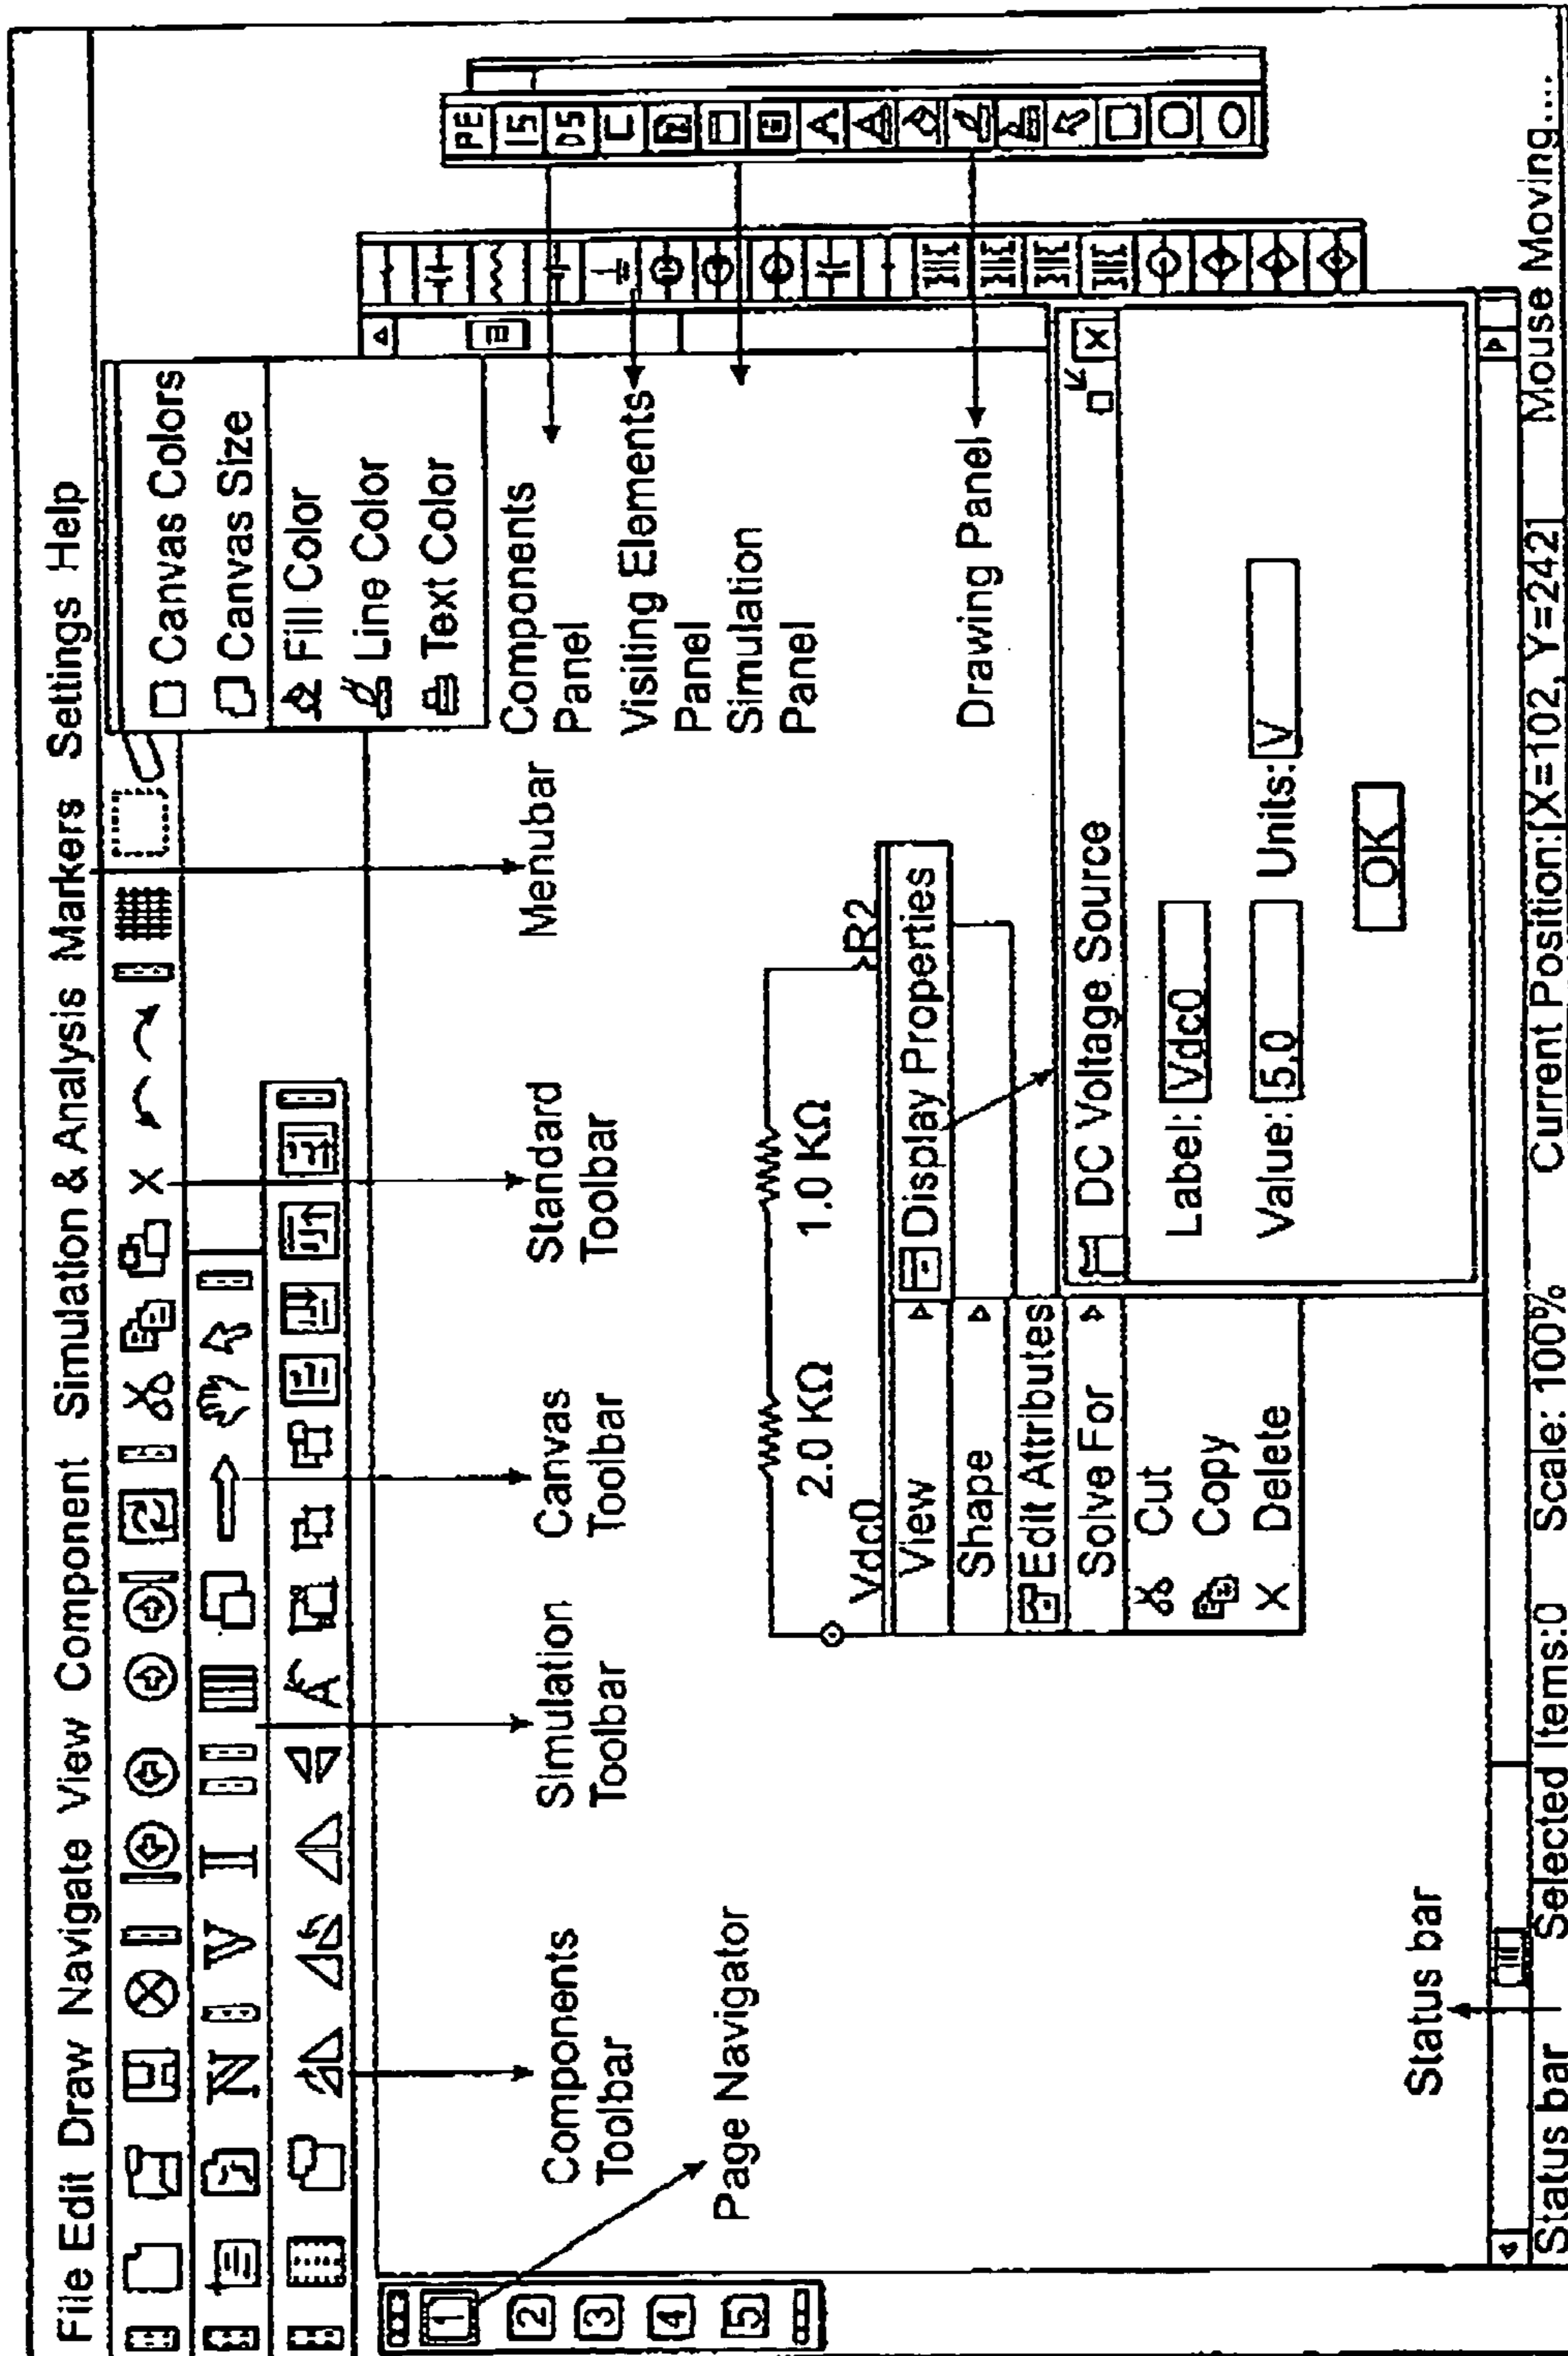 File Edit Draw Navigate View Component Simulation & Analysis Markers Settings Help
Canvas Colors
Canvas Size
Fill Color
Line Color
Text Color
PE
IS
DS
1
2
3
4
5
Components
Toolbar
Simulation
Toolbar
Canvas
Toolbar
Standard
Toolbar
Menubar
Components
Panel
Visiting Elements
Panel
Simulation
Panel
Drawing Panel
Page Navigator
2.0 KΩ
1.0 KΩ
Vdc0
R2
View
Display Properties
Shape
Edit Attributes
Solve For
Cut
Copy
Delete
DC Voltage Source
X
Label: Vdc0
Value: 5.0 Units: V
OK
Status bar
Status bar Selected Items:0 Scale: 100% Current Position:[X=102, Y=242] Mouse Moving....